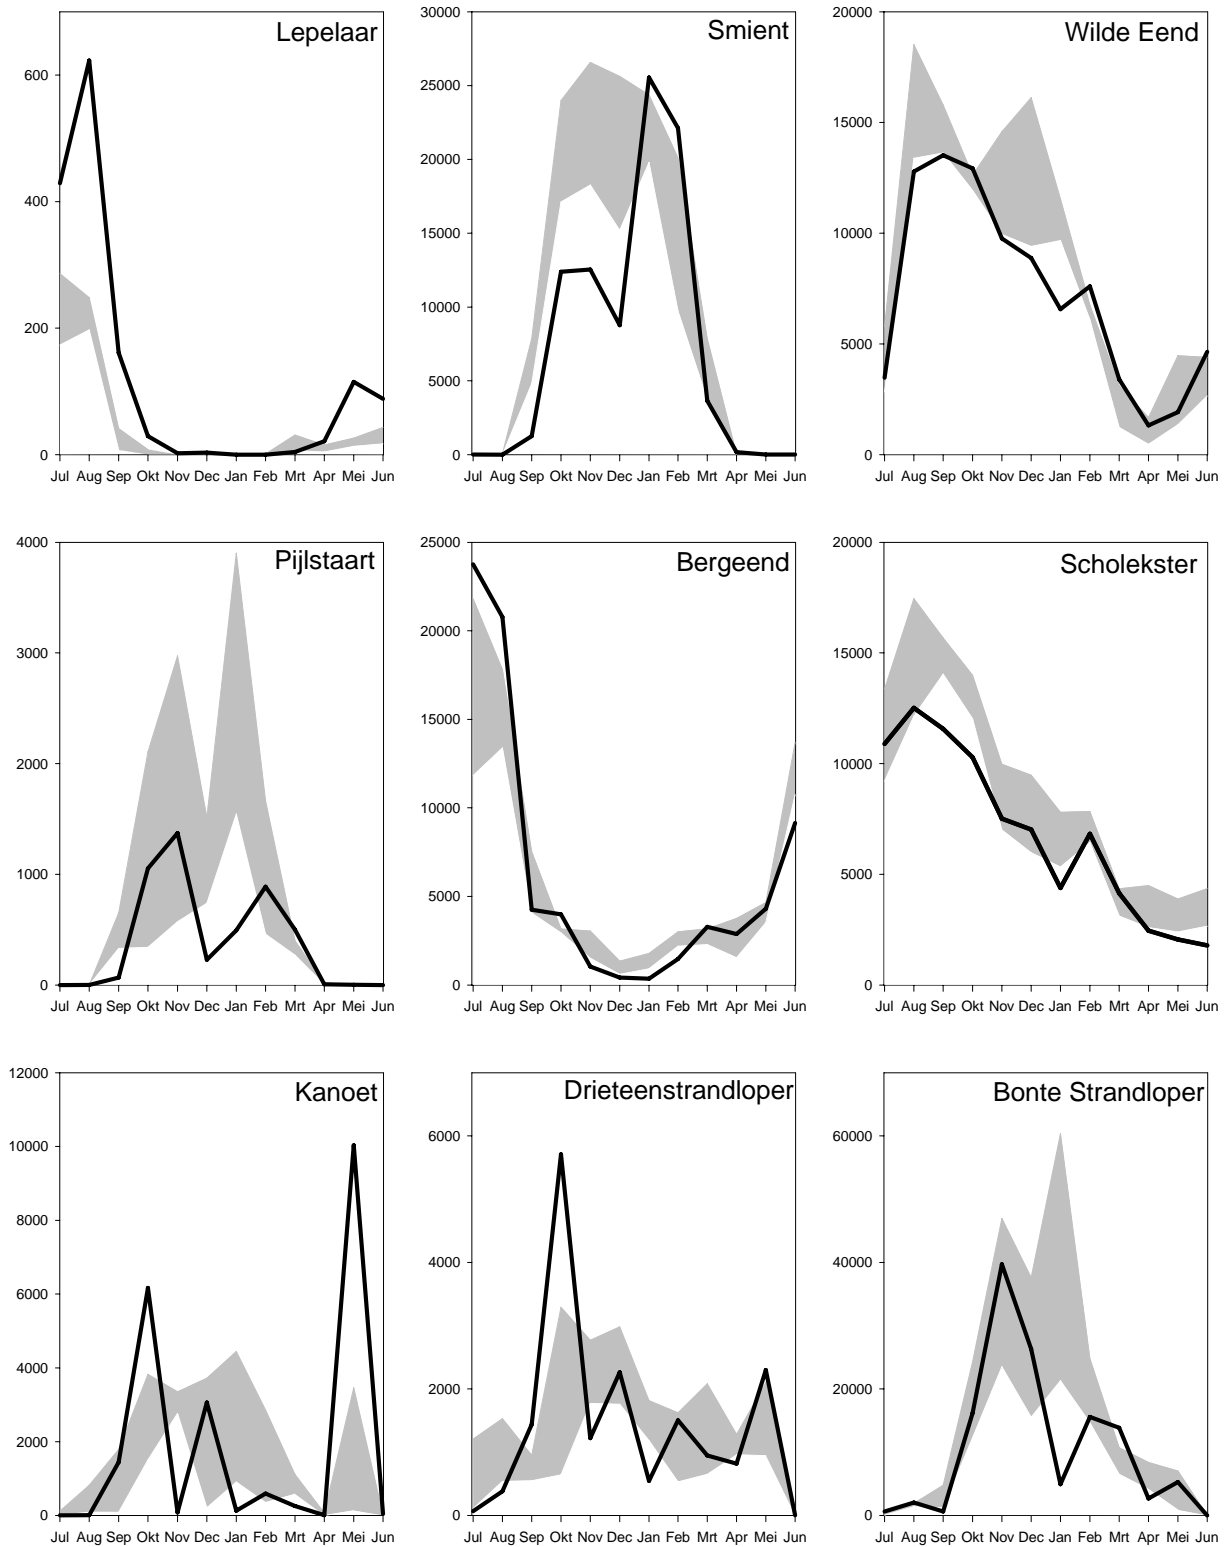 Lepelaar
600
400
200
0
Jul Aug Sep Okt Nov Dec Jan Feb Mrt Apr Mei Jun
Smient
30000
25000
20000
15000
10000
5000
0
Jul Aug Sep Okt Nov Dec Jan Feb Mrt Apr Mei Jun
Wilde Eend
20000
15000
10000
5000
0
Jul Aug Sep Okt Nov Dec Jan Feb Mrt Apr Mei Jun
Pijlstaart
4000
3000
2000
1000
0
Jul Aug Sep Okt Nov Dec Jan Feb Mrt Apr Mei Jun
Bergeend
25000
20000
15000
10000
5000
0
Jul Aug Sep Okt Nov Dec Jan Feb Mrt Apr Mei Jun
Scholekster
20000
15000
10000
5000
0
Jul Aug Sep Okt Nov Dec Jan Feb Mrt Apr Mei Jun
Kanoet
12000
10000
8000
6000
4000
2000
0
Jul Aug Sep Okt Nov Dec Jan Feb Mrt Apr Mei Jun
Drieteenstrandloper
6000
4000
2000
0
Jul Aug Sep Okt Nov Dec Jan Feb Mrt Apr Mei Jun
Bonte Strandloper
60000
40000
20000
0
Jul Aug Sep Okt Nov Dec Jan Feb Mrt Apr Mei Jun